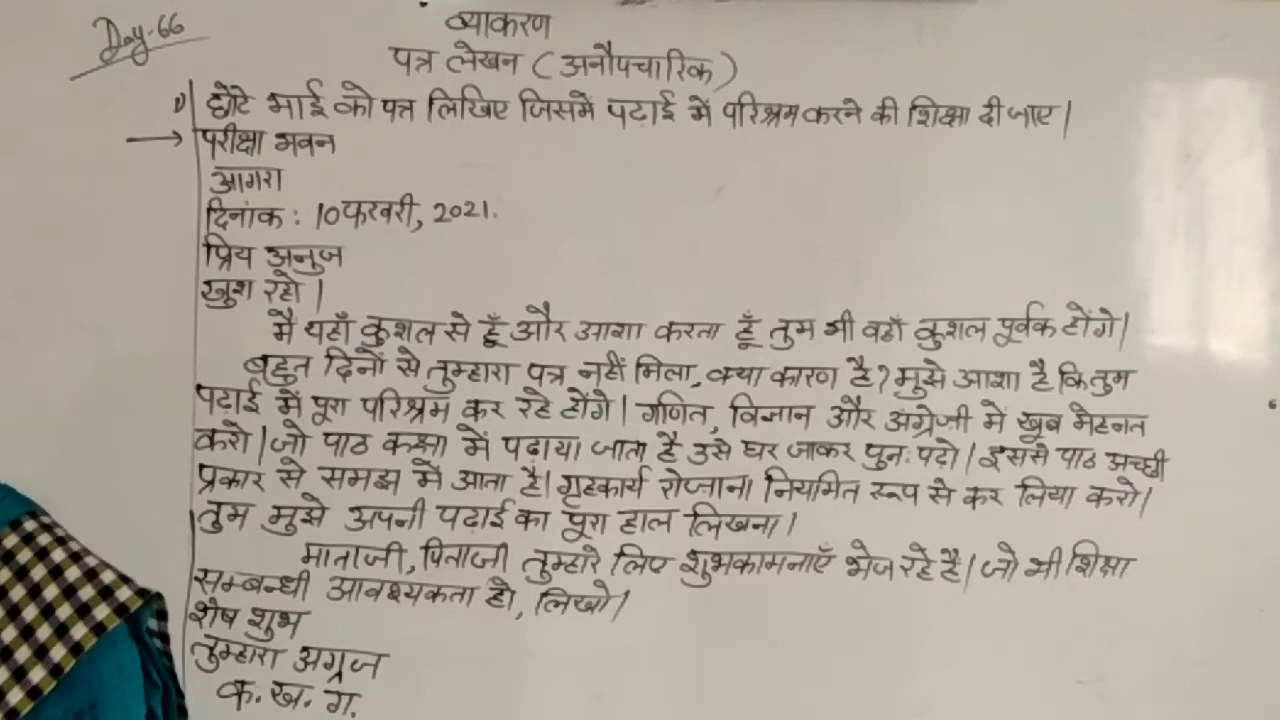 Day-66
व्याकरण
पत्र लेखन (अनौपचारिक)
1) छोटे भाई को पत्र लिखिए जिसमें पढ़ाई में परिश्रम करने की शिक्षा दी जाए।
→ परीक्षा भवन
आगरा
दिनांक : 10 फरवरी, 2021.
प्रिय अनुज
खुश रहो।
मै यहाँ कुशल से हूँ और आशा करता हूँ तुम भी वहाँ कुशल पूर्वक होंगे।
बहुत दिनों से तुम्हारा पत्र नहीं मिला, क्या कारण है? मुझे आशा है कि तुम
पढ़ाई में पूरा परिश्रम कर रहे होंगे। गणित, विज्ञान और अंग्रेजी में खूब मेहनत
करो। जो पाठ कक्षा में पढ़ाया जाता है उसे घर जाकर पुनः पढ़ो। इससे पाठ अच्छी
प्रकार से समझ में आता है। गृहकार्य रोजाना नियमित रूप से कर लिया करो।
तुम मुझे अपनी पढ़ाई का पूरा हाल लिखना।
माताजी, पिताजी तुम्हारे लिए शुभकामनाएँ भेज रहे है। जो भी शिक्षा
सम्बन्धी आवश्यकता हो, लिखो।
शेष शुभ
तुम्हारा अग्रज
क. ख. ग.